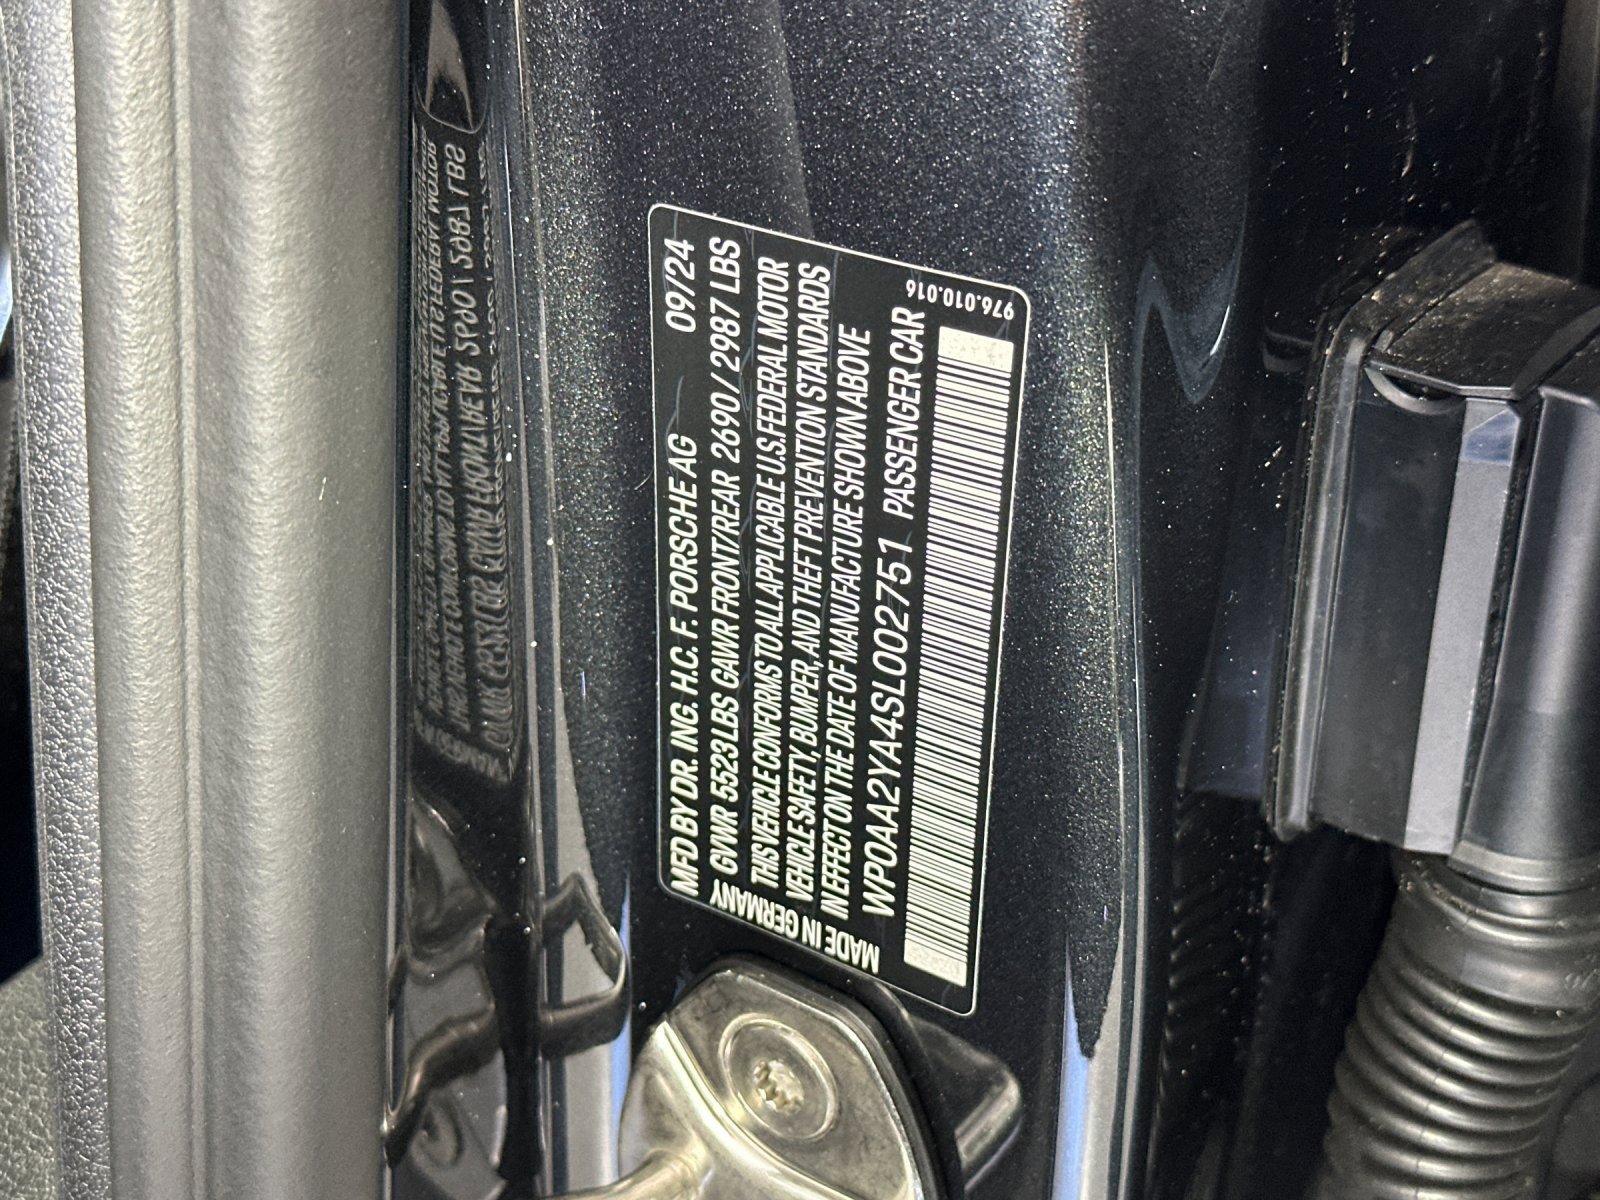 MFD BY DR. ING. H.C. F. PORSCHE AG 09/24
GVWR 5523 LBS GAWR FRONT/REAR 2690 / 2987 LBS
THIS VEHICLE CONFORMS TO ALL APPLICABLE U.S. FEDERAL MOTOR
VEHICLE SAFETY, BUMPER, AND THEFT PREVENTION STANDARDS
IN EFFECT ON THE DATE OF MANUFACTURE SHOWN ABOVE
WP0AA2YA4SL002751 PASSENGER CAR
MADE IN GERMANY
976.010.016